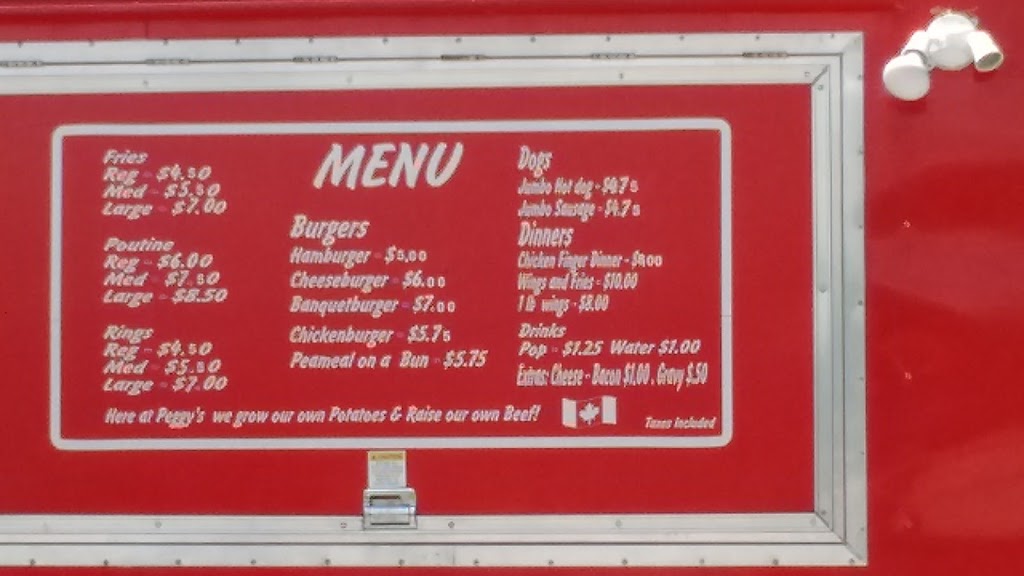 MENU
Fries
Reg - $4.50
Med - $5.50
Large - $7.00
Poutine
Reg - $6.00
Med - $7.50
Large - $8.50
Rings
Reg - $4.50
Med - $5.50
Large - $7.00
Burgers
Hamburger - $5.00
Cheeseburger - $6.00
Banquetburger - $7.00
Chickenburger - $5.75
Peameal on a Bun - $5.75
Dogs
Jumbo Hot dog - $4.75
Jumbo Sausage - $4.75
Dinners
Chicken Finger Dinner -
Wings and Fries - $10.00
1 lb wings - $8.00
Drinks
Pop - $1.25 Water $1.00
Extras: Cheese - Bacon $1.00 . Gravy $.50
Here at Peggy's we grow our own Potatoes & Raise our own Beef!
Taxes included